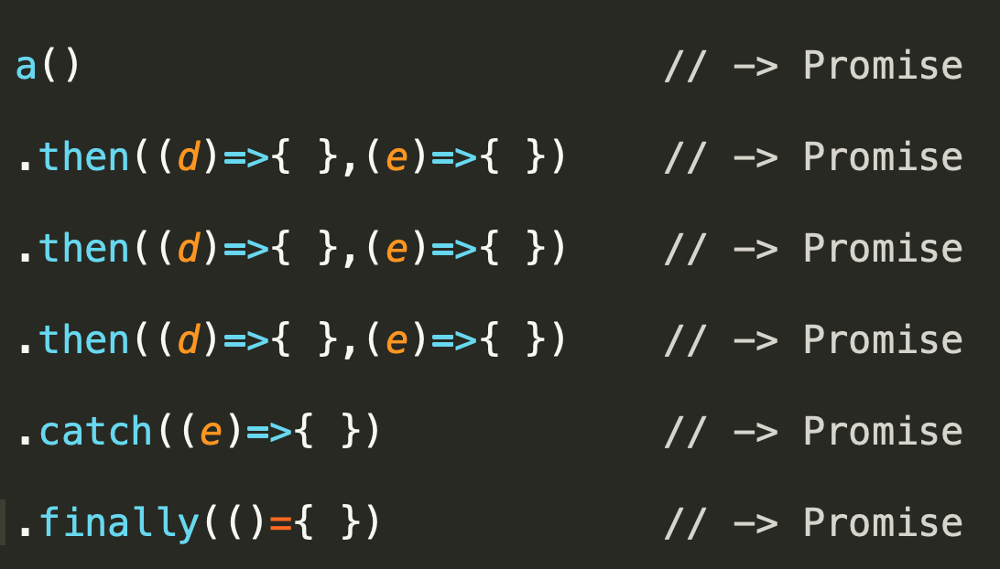 a() // —> Promise
.then((d)=>{ },(e)=>{ }) // —> Promise
.then((d)=>{ },(e)=>{ }) // —> Promise
.then((d)=>{ },(e)=>{ }) // —> Promise
.catch((e)=>{ }) // —> Promise
.finally(()={ }) // —> Promise